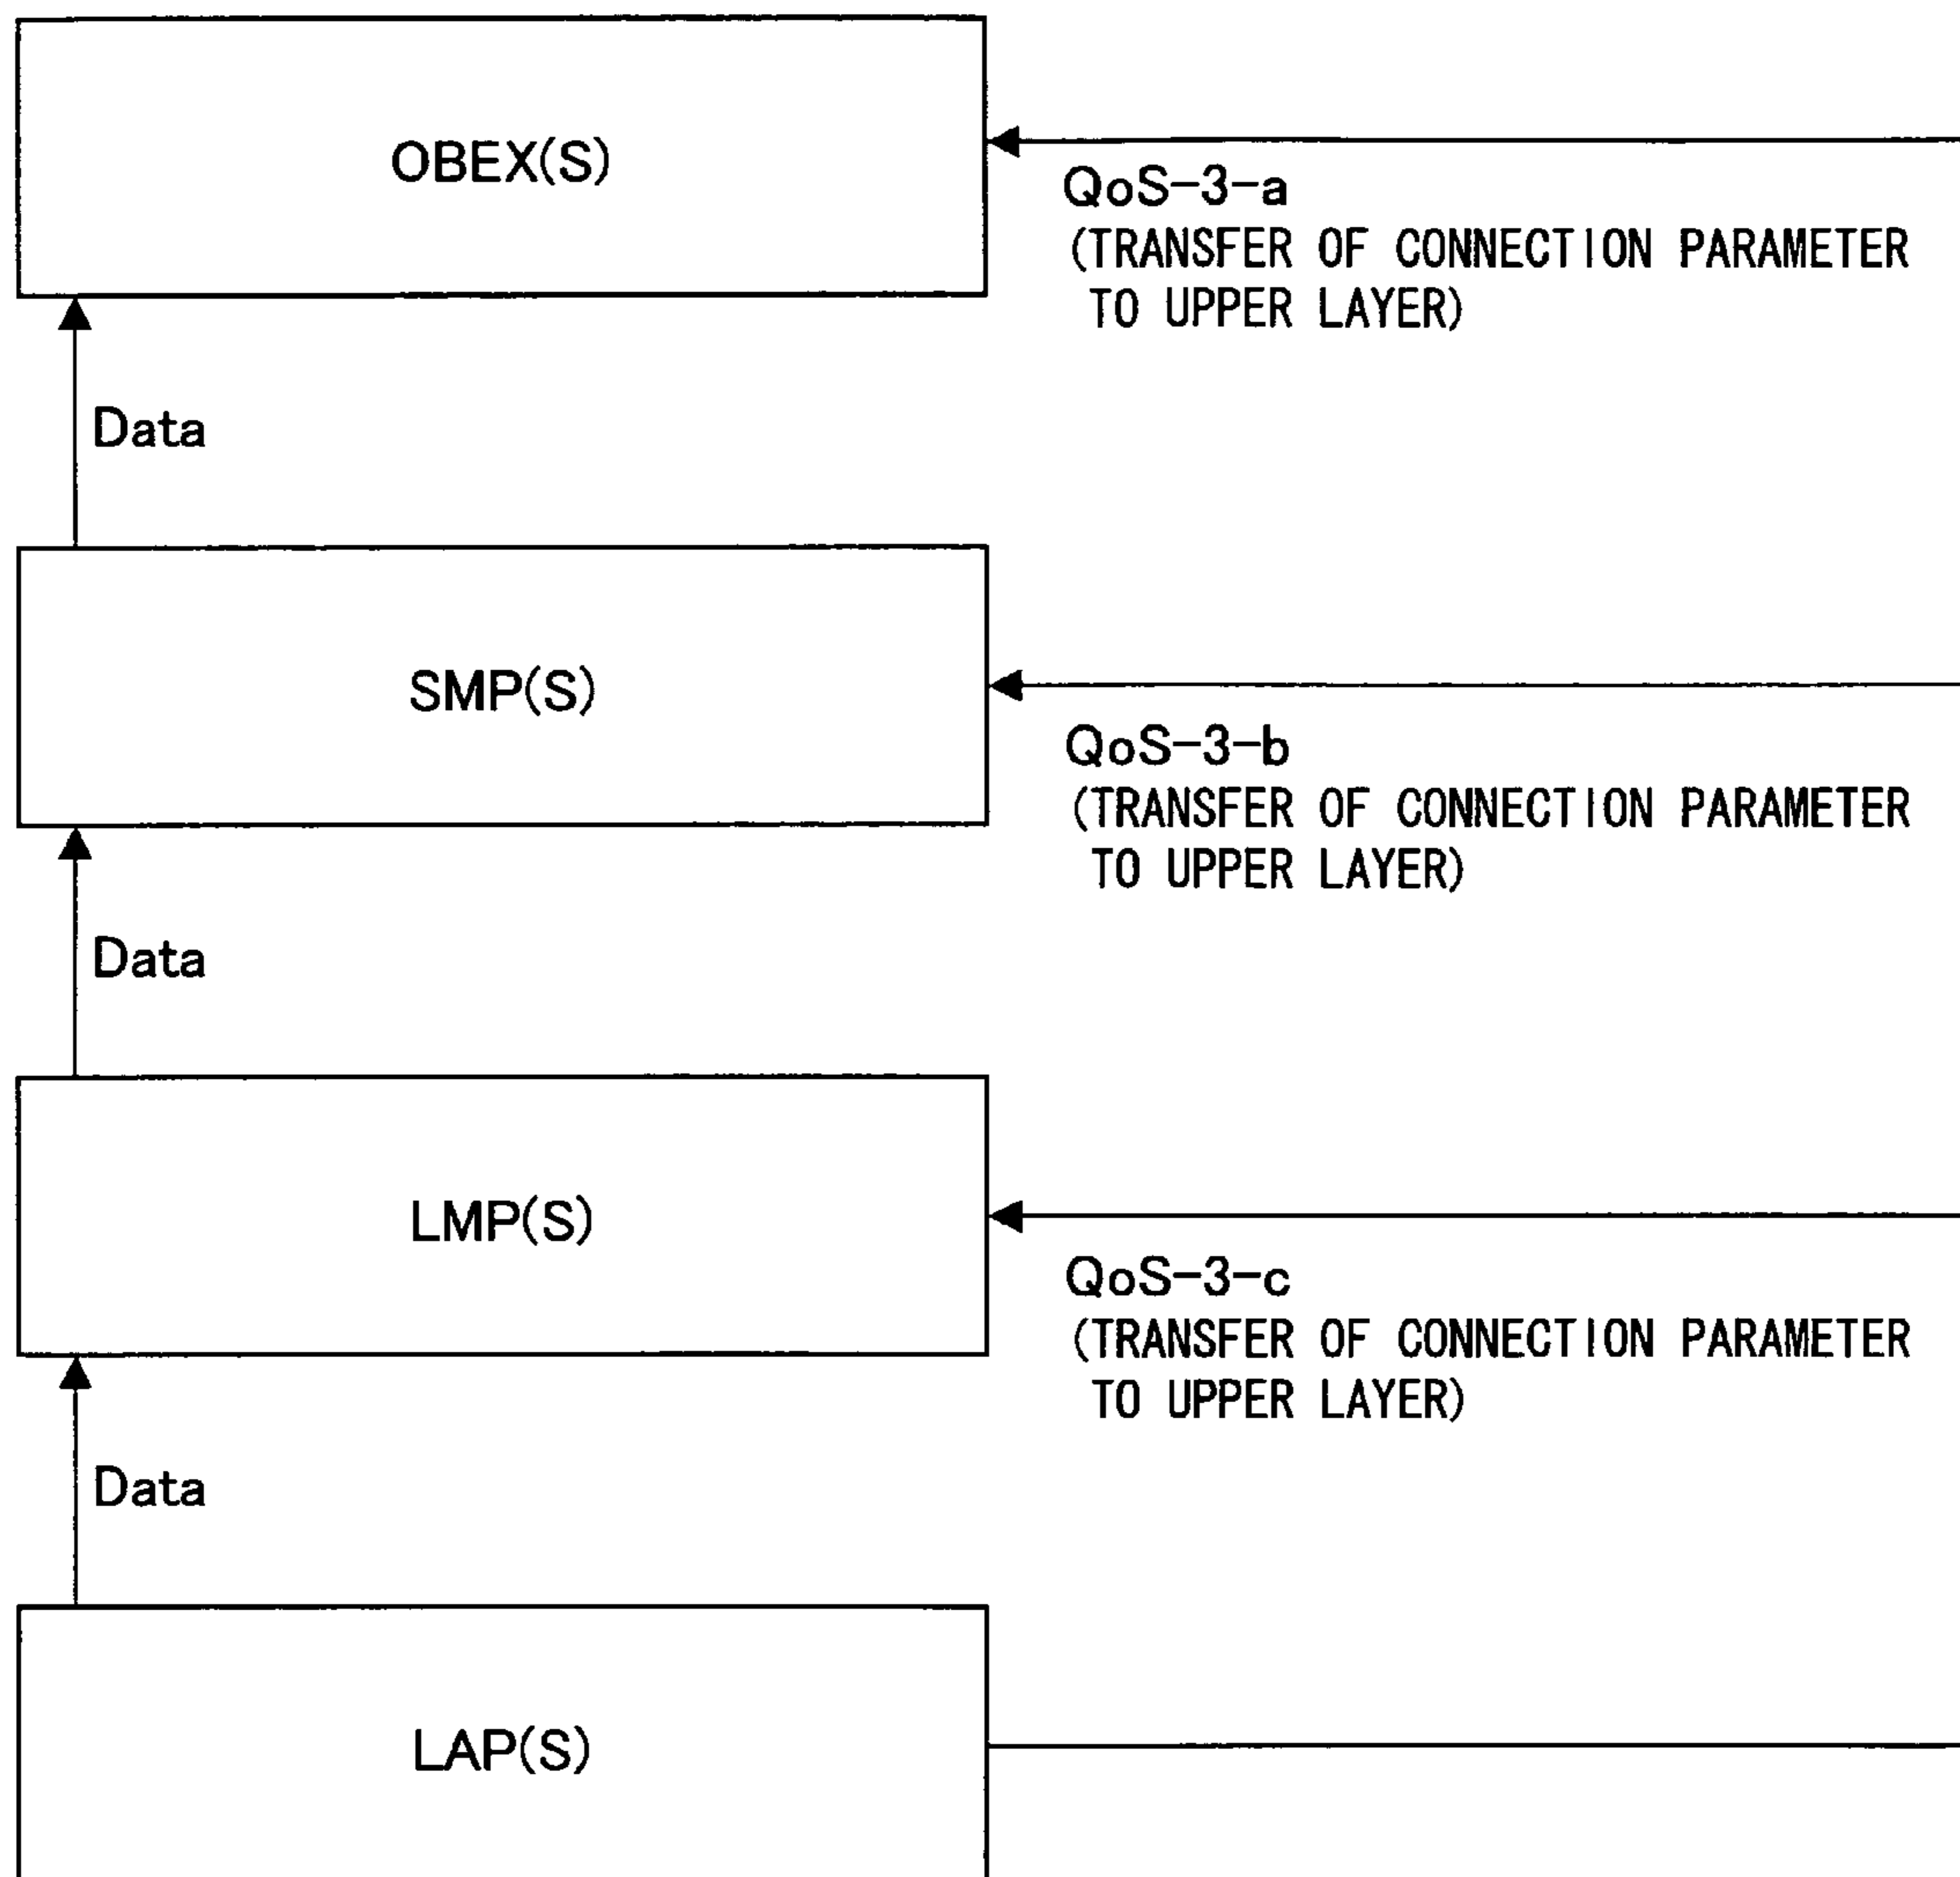 OBEX(S)
QoS-3-a
(TRANSFER OF CONNECTION PARAMETER
TO UPPER LAYER)
Data
SMP(S)
QoS-3-b
(TRANSFER OF CONNECTION PARAMETER
TO UPPER LAYER)
Data
LMP(S)
QoS-3-c
(TRANSFER OF CONNECTION PARAMETER
TO UPPER LAYER)
Data
LAP(S)